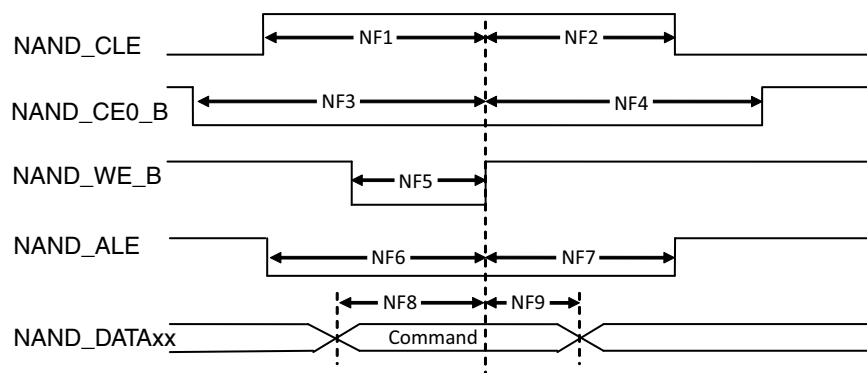 NAND_CLE NF1 NF2
NAND_CE0_B NF3 NF4
NAND_WE_B NF5
NAND_ALE NF6 NF7
NF8 NF9
NAND_DATAxx Command